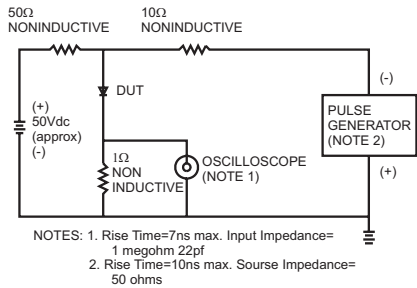 50Ω
NONINDUCTIVE
10Ω
NONINDUCTIVE
(+)
50Vdc
(approx)
(-)
DUT
1Ω
NON
INDUCTIVE
OSCILLOSCOPE
(NOTE 1)
(-)
PULSE
GENERATOR
(NOTE 2)
(+)
NOTES: 1. Rise Time=7ns max. Input Impedance=
1 megohm 22pf
2. Rise Time=10ns max. Sourse Impedance=
50 ohms